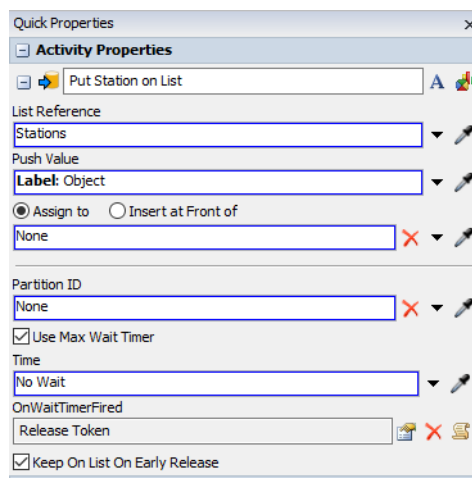 Quick Properties
Activity Properties
Put Station on List
A
List Reference
Stations
Push Value
Label: Object
Assign to Insert at Front of
None
Partition ID
None
Use Max Wait Timer
Time
No Wait
OnWaitTimerFired
Release Token
Keep On List On Early Release